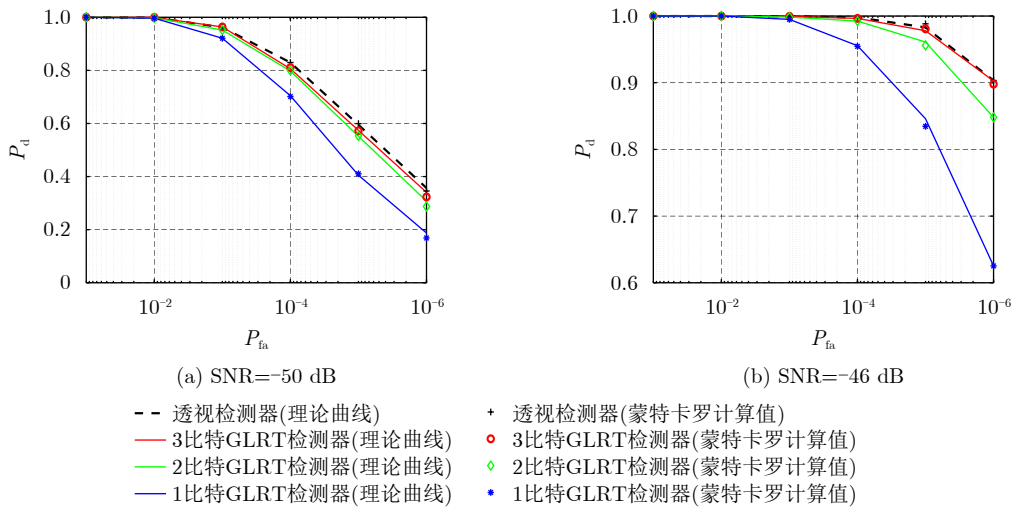 1.0
0.8
0.6
0.4
0.2
0
P_d
10^-2
10^-4
10^-6
P_fa
(a) SNR=-50 dB
1.0
0.9
0.8
0.7
0.6
P_d
10^-2
10^-4
10^-6
P_fa
(b) SNR=-46 dB
透视检测器(理论曲线)
3比特GLRT检测器(理论曲线)
2比特GLRT检测器(理论曲线)
1比特GLRT检测器(理论曲线)
透视检测器(蒙特卡罗计算值)
3比特GLRT检测器(蒙特卡罗计算值)
2比特GLRT检测器(蒙特卡罗计算值)
1比特GLRT检测器(蒙特卡罗计算值)